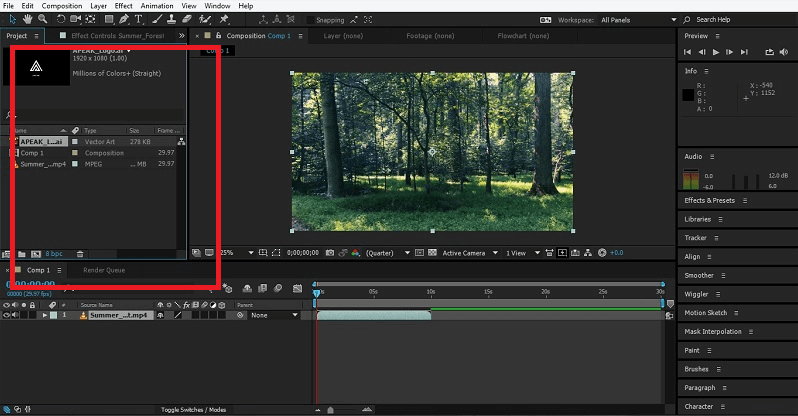 File Edit Composition Layer Effect Animation View Window Help
Snapping Workspace: All Panels Search Help
Project Effect Controls Summer_Forest Composition Comp 1 Layer (none) Footage (none) Flowchart (none) Preview
Comp 1
APEAK_Logo.ai
1920 x 1080 (1.00)
Millions of Colors+ (Straight)
Info
R :
G :
B :
A : 0
X : -540
Y : 1152
Name Type Size Frame ...
APEAK_L...ai Vector Art 278 KB
Comp 1 Composition 29.97
Summer_...mp4 MPEG ... MB 29.97
Audio
0.0 12.0 dB
-6.0 6.0
Effects & Presets
Libraries
Tracker
Align
Smoother
Wiggler
Motion Sketch
Mask Interpolation
Paint
Brushes
Paragraph
Character
8 bpc 25% 0;00;00;00 (Quarter) Active Camera 1 View +0.0
Comp 1 Render Queue
0;00;00;00
00000 (29.97 fps)
05s 10s 15s 20s 25s 30s
# Source Name Parent
1 Summer_...t.mp4 None
Toggle Switches / Modes